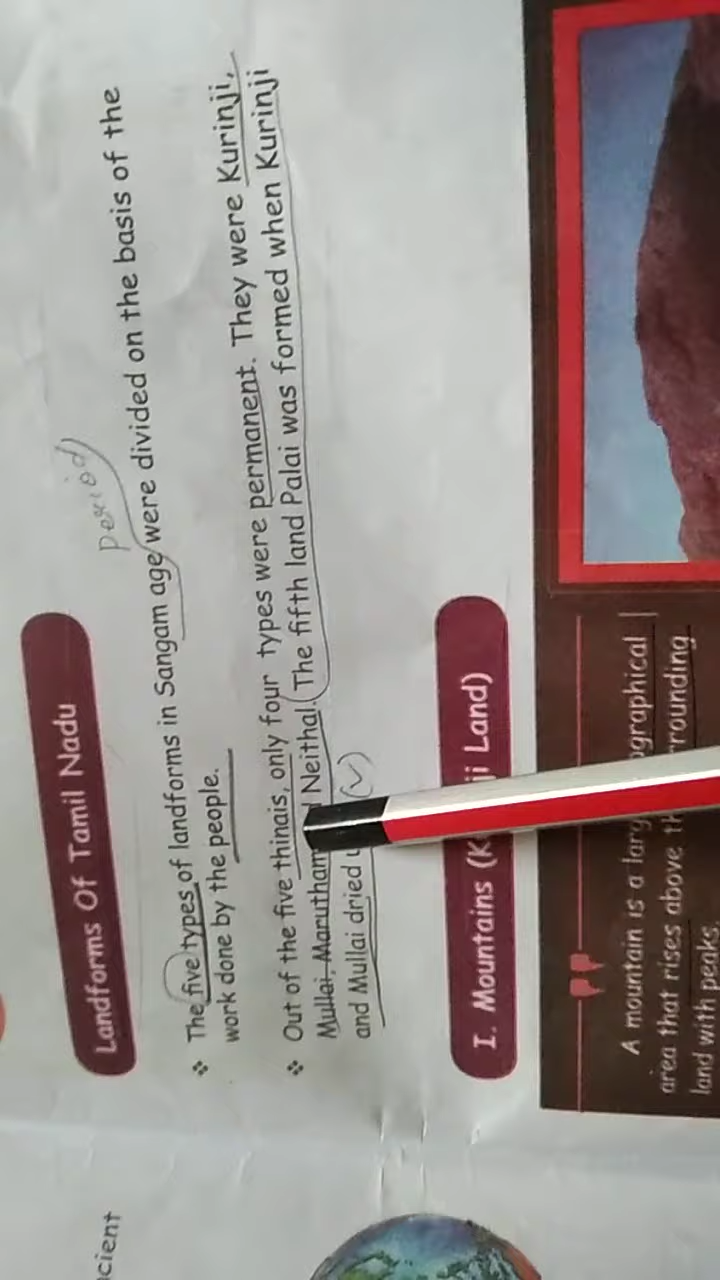 cient
Landforms Of Tamil Nadu
period
❖ The five types of landforms in Sangam age were divided on the basis of the
work done by the people.
❖ Out of the five thinais, only four types were permanent. They were Kurinji,
Mullai, Marutham Neithal. The fifth land Palai was formed when Kurinji
and Mullai dried
I. Mountains (K ji Land)
A mountain is a larg ographical
area that rises above th rrounding
land with peaks.